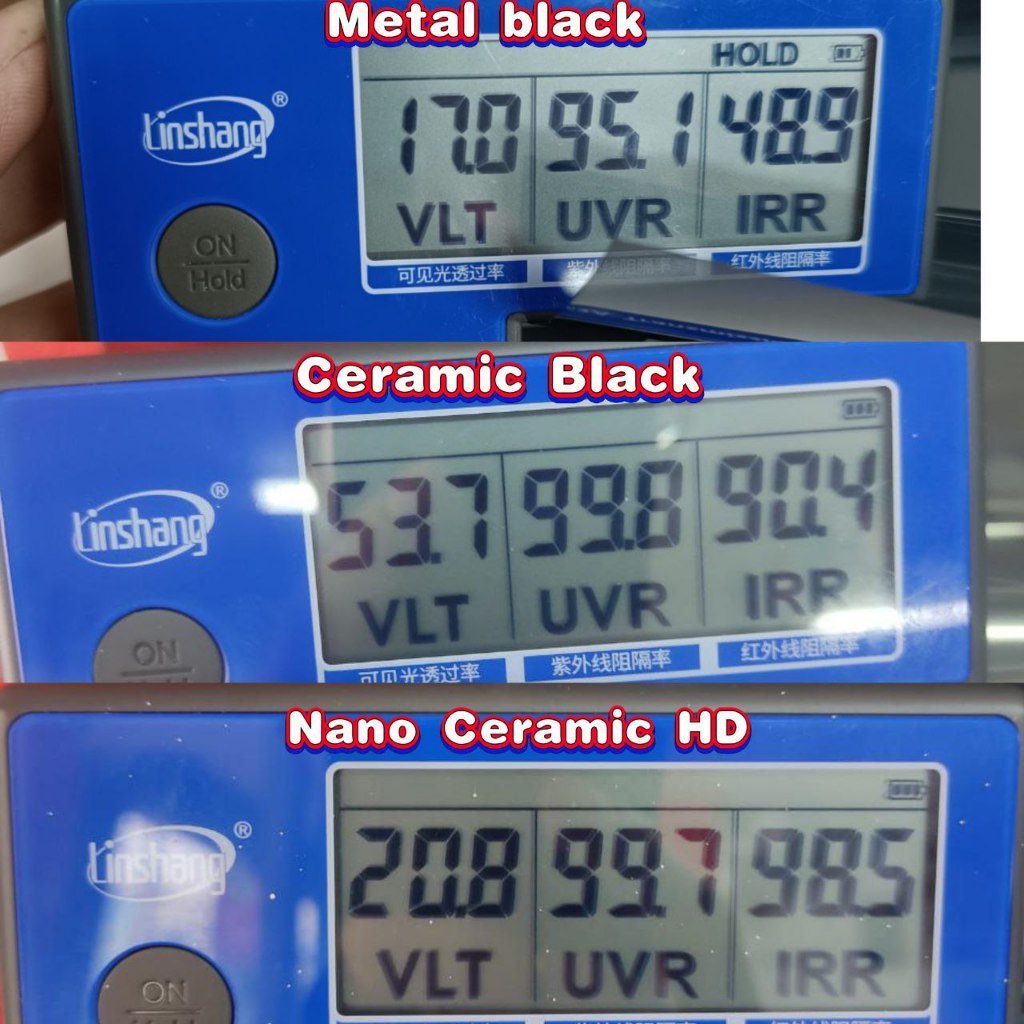 Metal black
HOLD
Linshang®
17.0 95.1 48.9
VLT UVR IRR
ON
Hold
可见光透过率 紫外线阻隔率 红外线阻隔率
Ceramic Black
Linshang®
53.7 99.8 90.4
VLT UVR IRR
ON
可见光透过率 紫外线阻隔率 红外线阻隔率
Nano Ceramic HD
Linshang®
20.8 99.7 98.5
VLT UVR IRR
ON